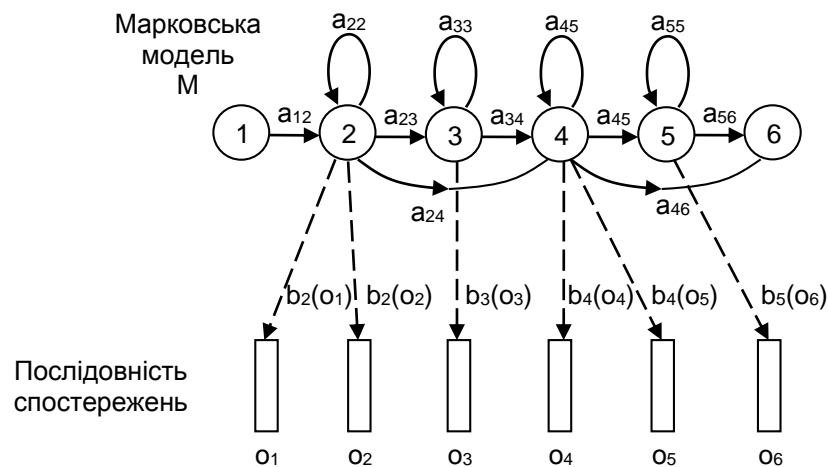 Марковська
модель
М
a22 a33 a45 a55
a12 a23 a34 a45 a56
1 2 3 4 5 6
a24 a46
b2(o1) b2(o2) b3(o3) b4(o4) b4(o5) b5(o6)
Послідовність
спостережень
o1 o2 o3 o4 o5 o6